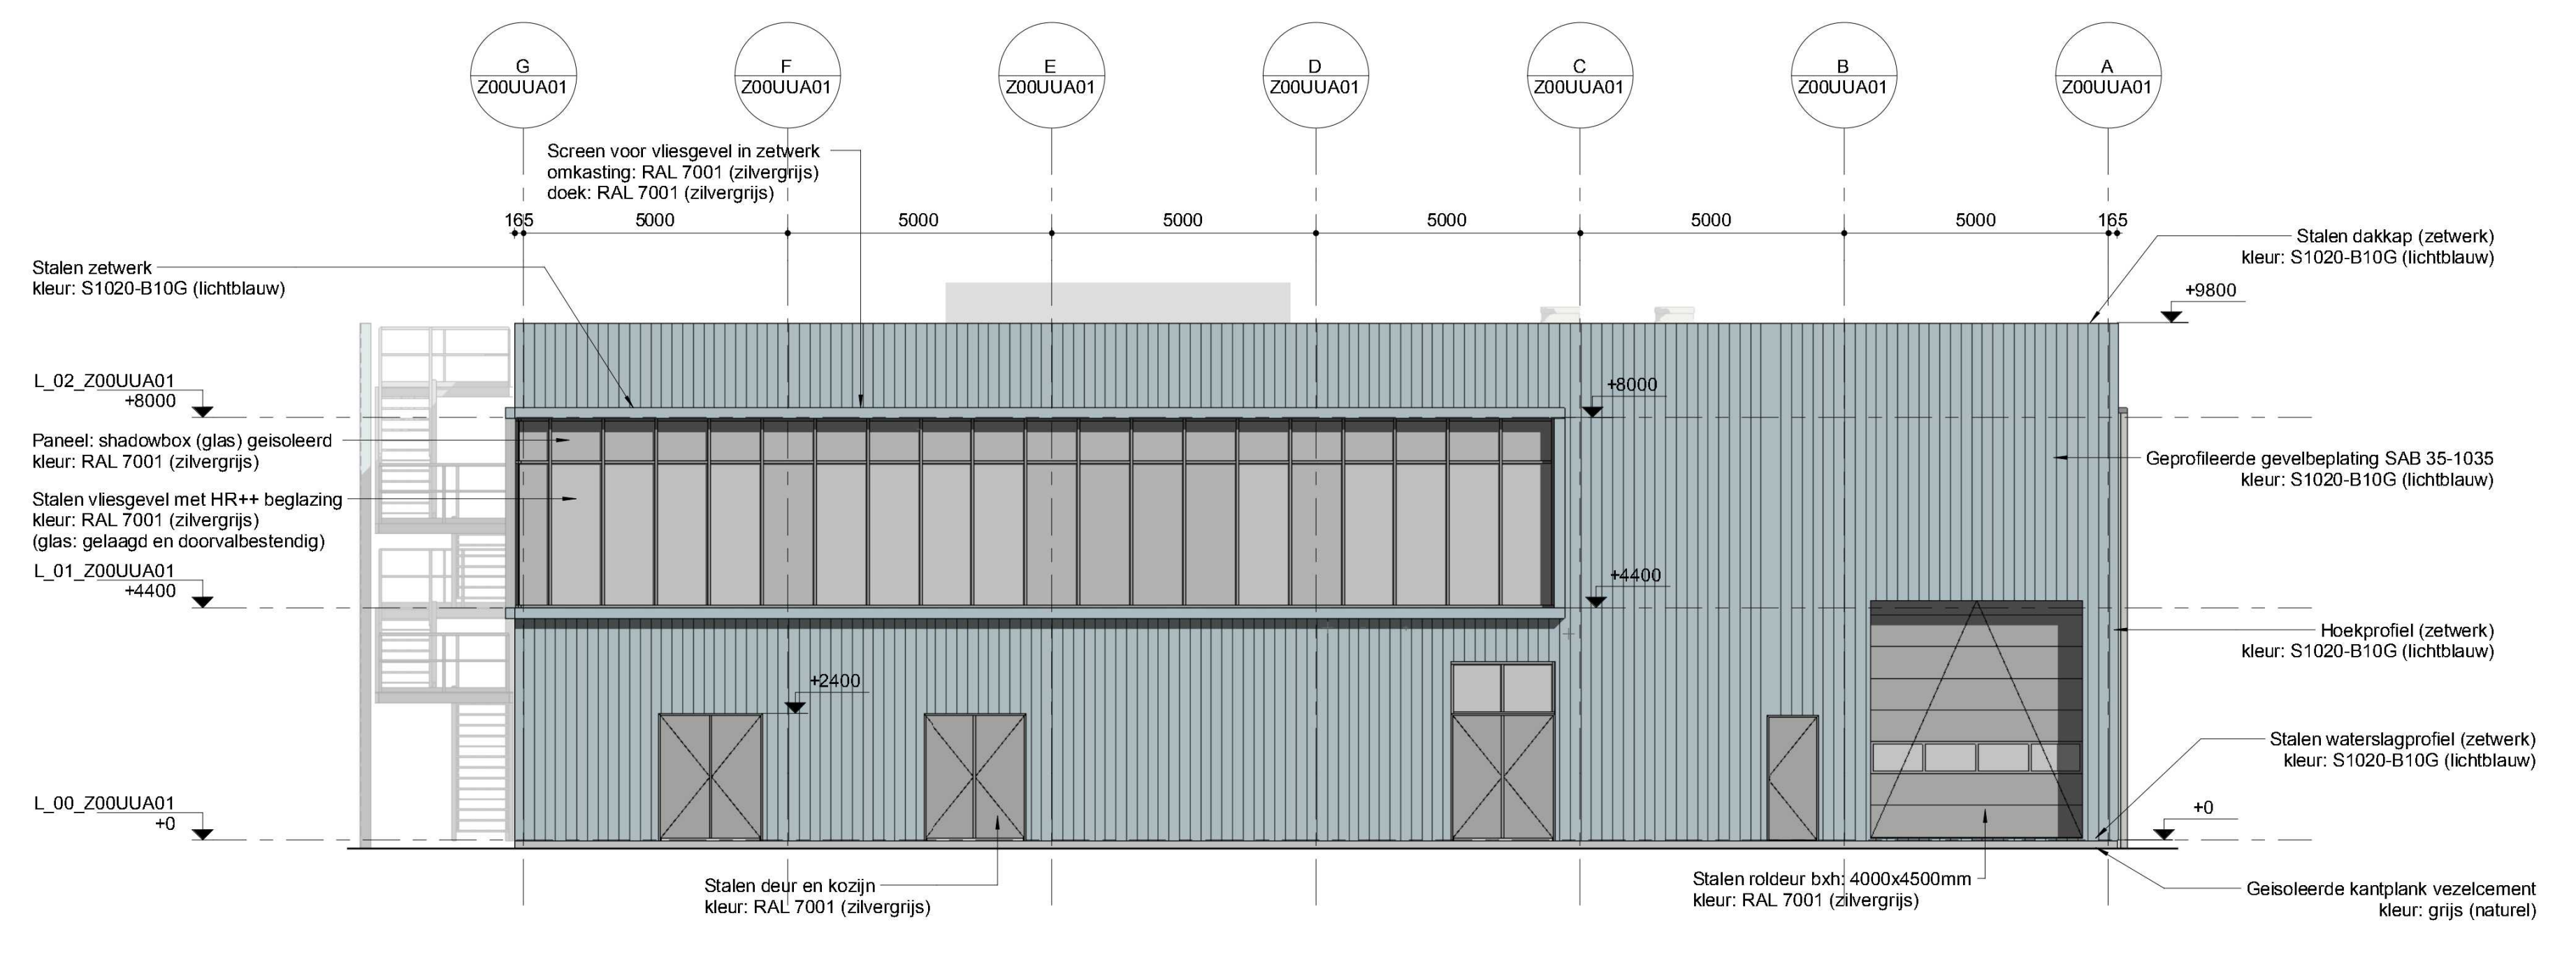 G
Z00UUA01
F
Z00UUA01
E
Z00UUA01
D
Z00UUA01
C
Z00UUA01
B
Z00UUA01
A
Z00UUA01
Screen voor vliesgevel in zetwerk
omkasting: RAL 7001 (zilvergrijs)
doek: RAL 7001 (zilvergrijs)
165
5000
5000
5000
5000
5000
5000
165
Stalen dakkap (zetwerk)
kleur: S1020-B10G (lichtblauw)
Stalen zetwerk
kleur: S1020-B10G (lichtblauw)
+9800
L_02_Z00UUA01
+8000
+8000
Paneel: shadowbox (glas) geisoleerd
kleur: RAL 7001 (zilvergrijs)
Geprofileerde gevelbeplating SAB 35-1035
kleur: S1020-B10G (lichtblauw)
Stalen vliesgevel met HR++ beglazing
kleur: RAL 7001 (zilvergrijs)
(glas: gelaagd en doorvalbestendig)
L_01_Z00UUA01
+4400
+4400
Hoekprofiel (zetwerk)
kleur: S1020-B10G (lichtblauw)
+2400
Stalen waterslagprofiel (zetwerk)
kleur: S1020-B10G (lichtblauw)
L_00_Z00UUA01
+0
+0
Stalen deur en kozijn
kleur: RAL 7001 (zilvergrijs)
Stalen roldeur bxh: 4000x4500mm
kleur: RAL 7001 (zilvergrijs)
Geisoleerde kantplank vezelcement
kleur: grijs (naturel)